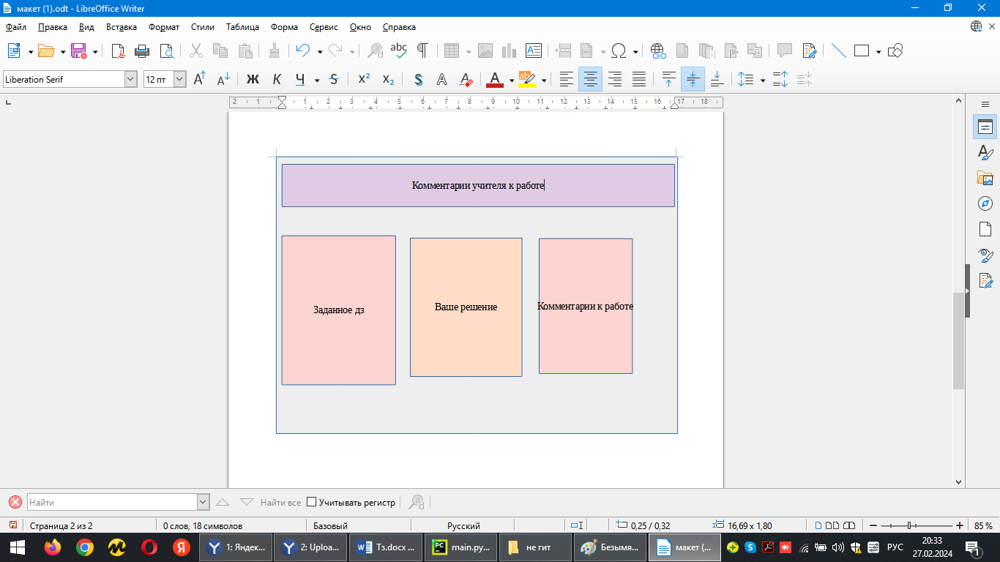 макет (1).odt - LibreOffice Writer
Файл Правка Вид Вставка Формат Стили Таблица Форма Сервис Окно Справка
Liberation Serif 12 пт
2 1 1 2 3 4 5 6 7 8 9 10 11 12 13 14 15 16 17 18
Комментарии учителя к работе
Заданное дз
Ваше решение
Комментарии к работе
Найти Найти все Учитывать регистр
Страница 2 из 2 0 слов, 18 символов Базовый Русский 0,25 / 0,32 16,69 x 1,80 85 %
1: Яндек... 2: Uploa... Тз.docx ... main.py... не гит Безымя... макет (... РУС 20:33
27.02.2024